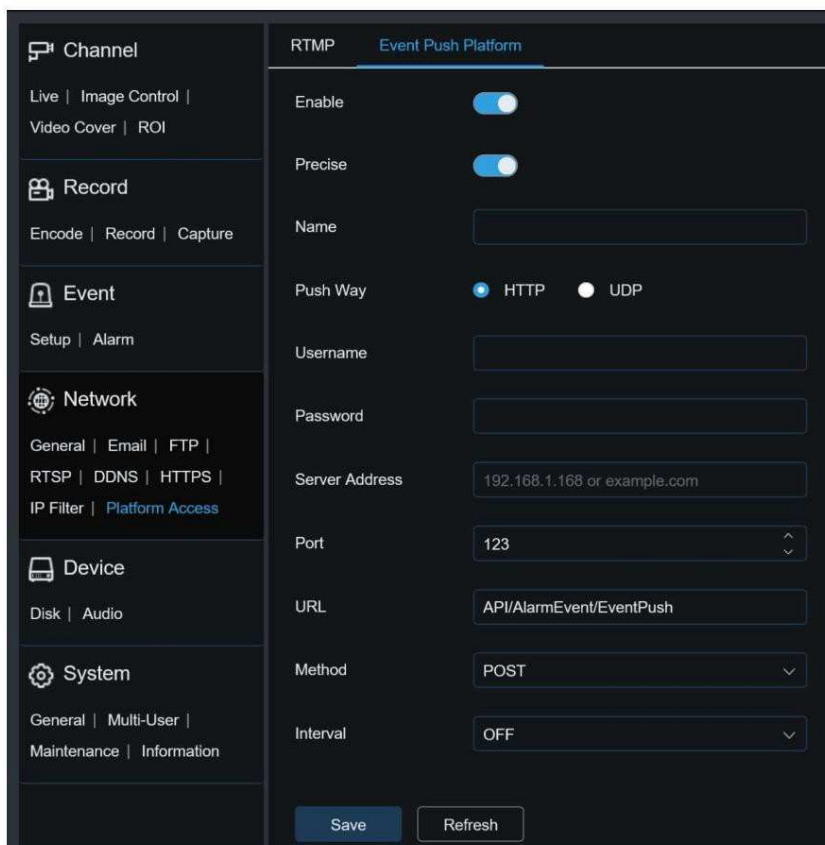 Channel
Live | Image Control |
Video Cover | ROI
Record
Encode | Record | Capture
Event
Setup | Alarm
Network
General | Email | FTP |
RTSP | DDNS | HTTPS |
IP Filter | Platform Access
Device
Disk | Audio
System
General | Multi-User |
Maintenance | Information
RTMP Event Push Platform
Enable
Precise
Name
Push Way HTTP UDP
Username
Password
Server Address 192.168.1.168 or example.com
Port 123
URL API/AlarmEvent/EventPush
Method POST
Interval OFF
Save Refresh